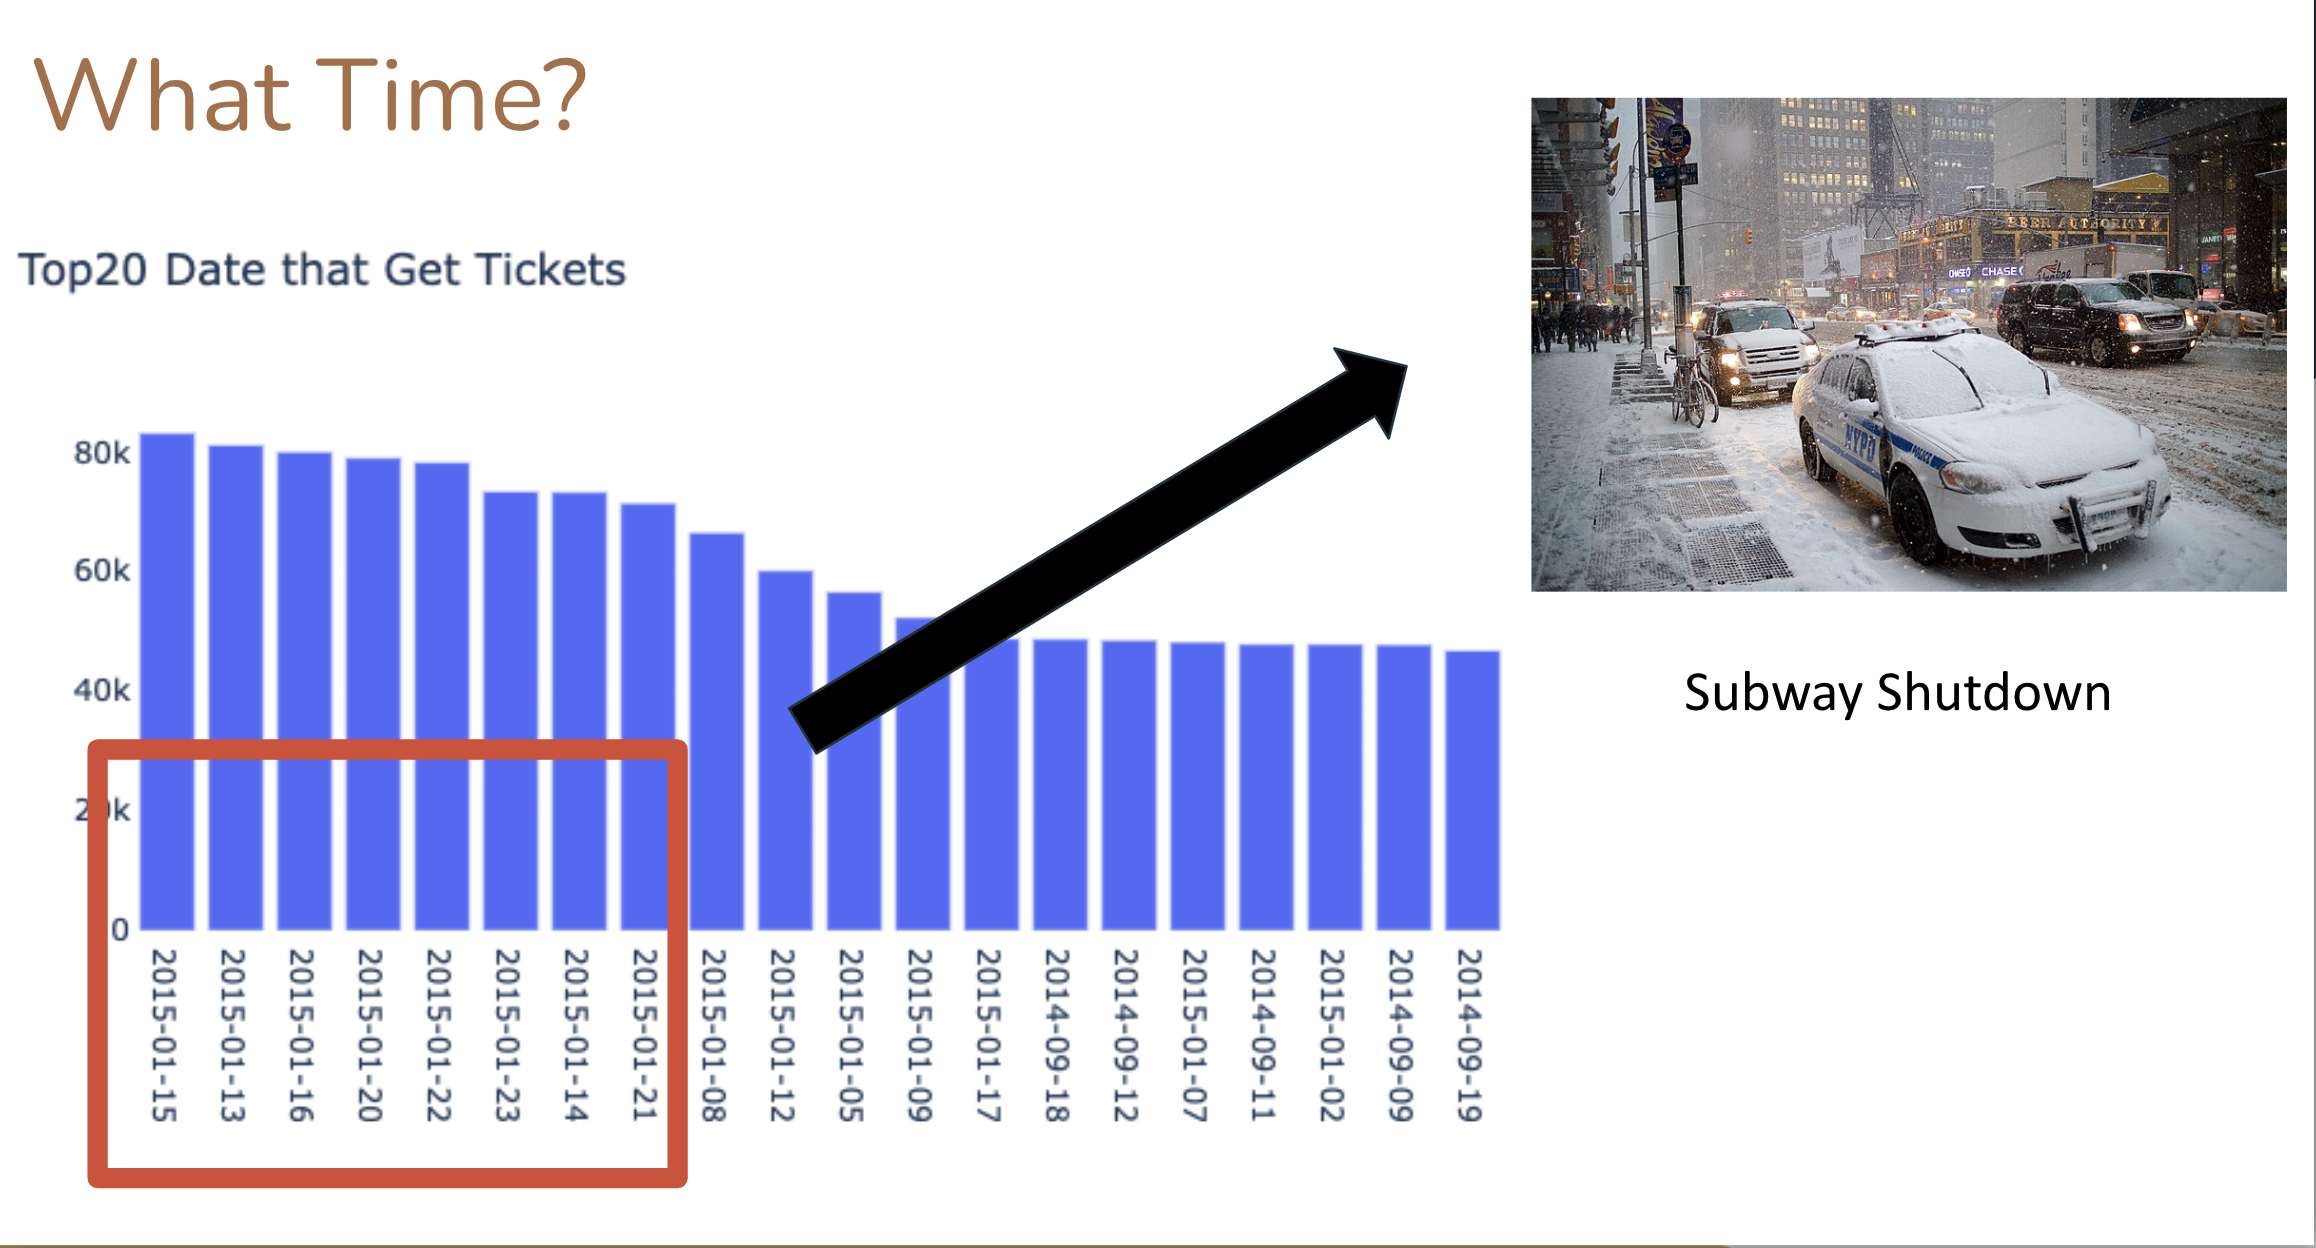 What Time?
Top20 Date that Get Tickets
80k
60k
40k
20k
0
2015-01-15
2015-01-13
2015-01-16
2015-01-20
2015-01-22
2015-01-23
2015-01-14
2015-01-21
2015-01-08
2015-01-12
2015-01-05
2015-01-09
2015-01-17
2014-09-18
2014-09-12
2015-01-07
2014-09-11
2015-01-02
2014-09-09
2014-09-19
BEER AUTHORITY
CHASE
NYPD
POLICE
Subway Shutdown